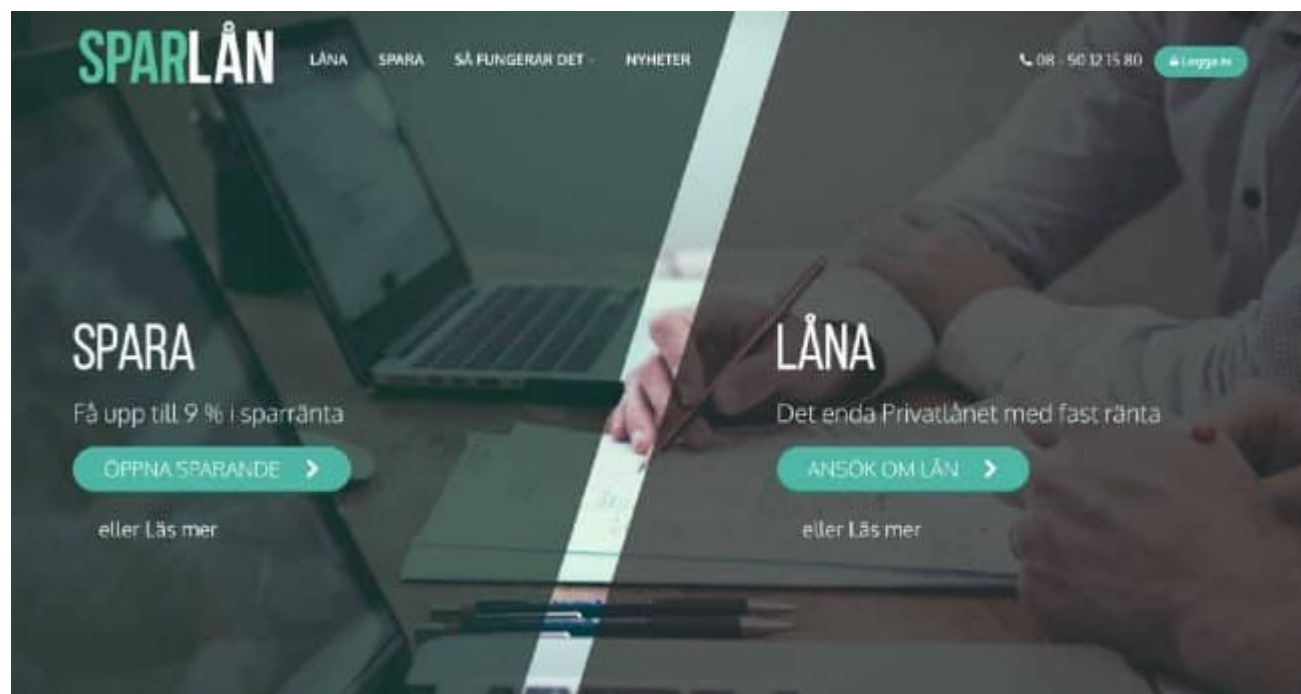 SPARLÅN
LÅNA SPARA SÅ FUNGERAR DET NYHETER
08 - 50 12 15 80 Logga in
SPARA
Få upp till 9 % i sparränta
ÖPPNA SPARANDE
eller Läs mer
LÅNA
Det enda Privatlånet med fast ränta
ANSÖK OM LÅN
eller Läs mer